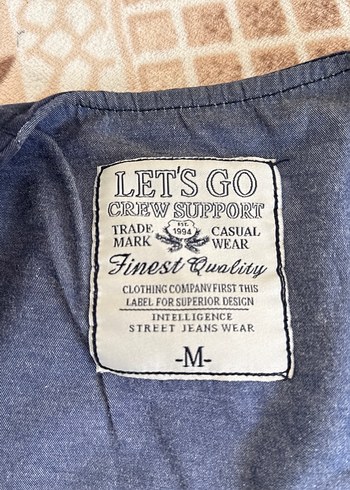 LET'S GO
CREW SUPPORT
TRADE EST. CASUAL
MARK 1994 WEAR
Finest Quality
CLOTHING COMPANY FIRST THIS
LABEL FOR SUPERIOR DESIGN
INTELLIGENCE
STREET JEANS WEAR
-M-